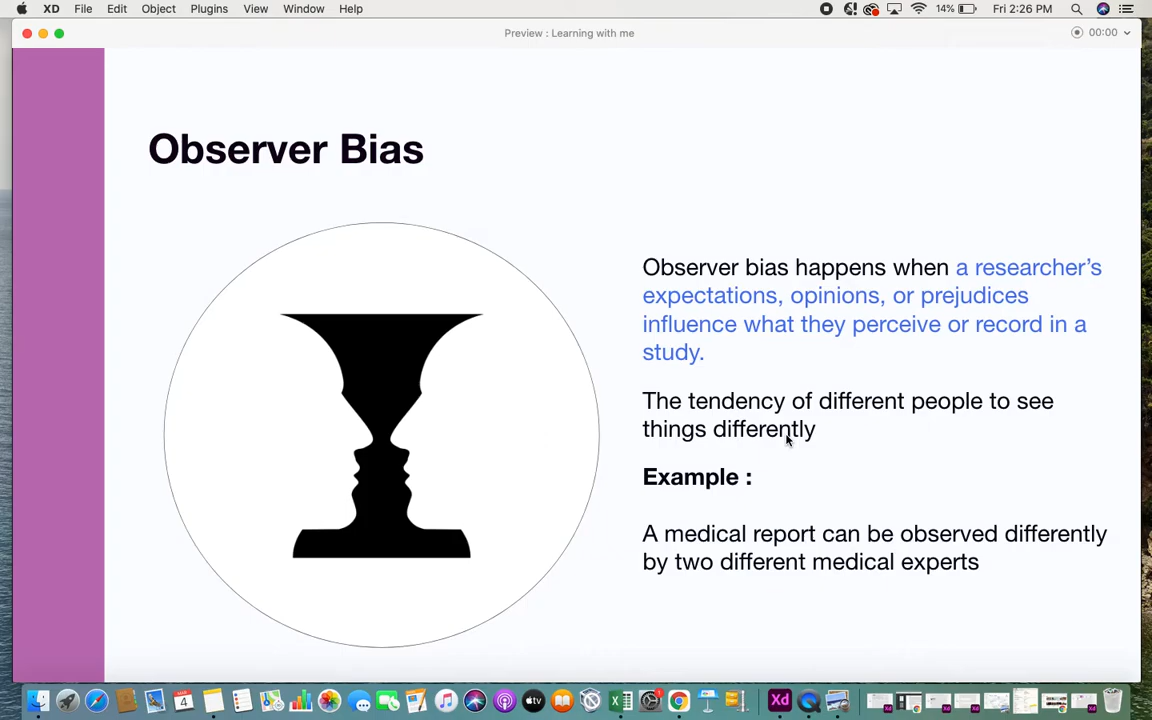 XD File Edit Object Plugins View Window Help 14% Fri 2:26 PM
Preview : Learning with me 00:00
Observer Bias
Observer bias happens when a researcher’s
expectations, opinions, or prejudices
influence what they perceive or record in a
study.
The tendency of different people to see
things differently
Example :
A medical report can be observed differently
by two different medical experts